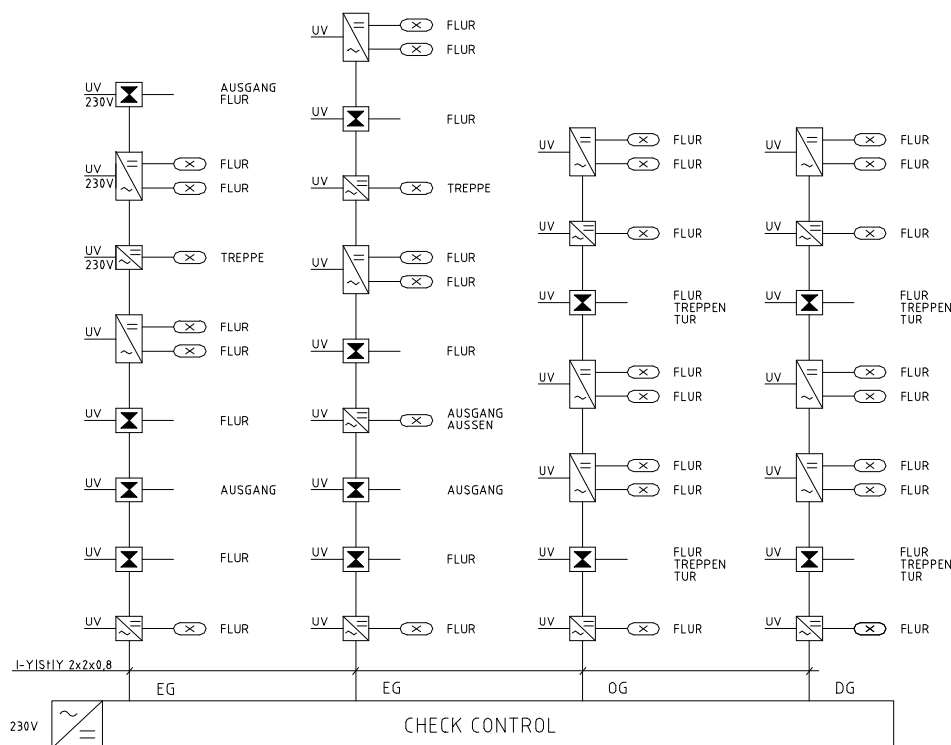 UV
FLUR
FLUR
UV
230V
AUSGANG
FLUR
UV
FLUR
UV
FLUR
FLUR
UV
FLUR
FLUR
UV
230V
FLUR
FLUR
UV
TREPPE
UV
230V
TREPPE
UV
FLUR
FLUR
UV
FLUR
UV
FLUR
UV
FLUR
TREPPEN
TUR
UV
FLUR
TREPPEN
TUR
UV
FLUR
FLUR
UV
FLUR
UV
FLUR
FLUR
UV
FLUR
FLUR
UV
FLUR
UV
AUSGANG
AUSSEN
UV
FLUR
FLUR
UV
FLUR
FLUR
UV
AUSGANG
UV
AUSGANG
UV
FLUR
UV
FLUR
UV
FLUR
TREPPEN
TUR
UV
FLUR
TREPPEN
TUR
UV
FLUR
UV
FLUR
UV
FLUR
UV
FLUR
I-Y|St|Y 2x2x0,8
EG
EG
OG
DG
230V
CHECK CONTROL